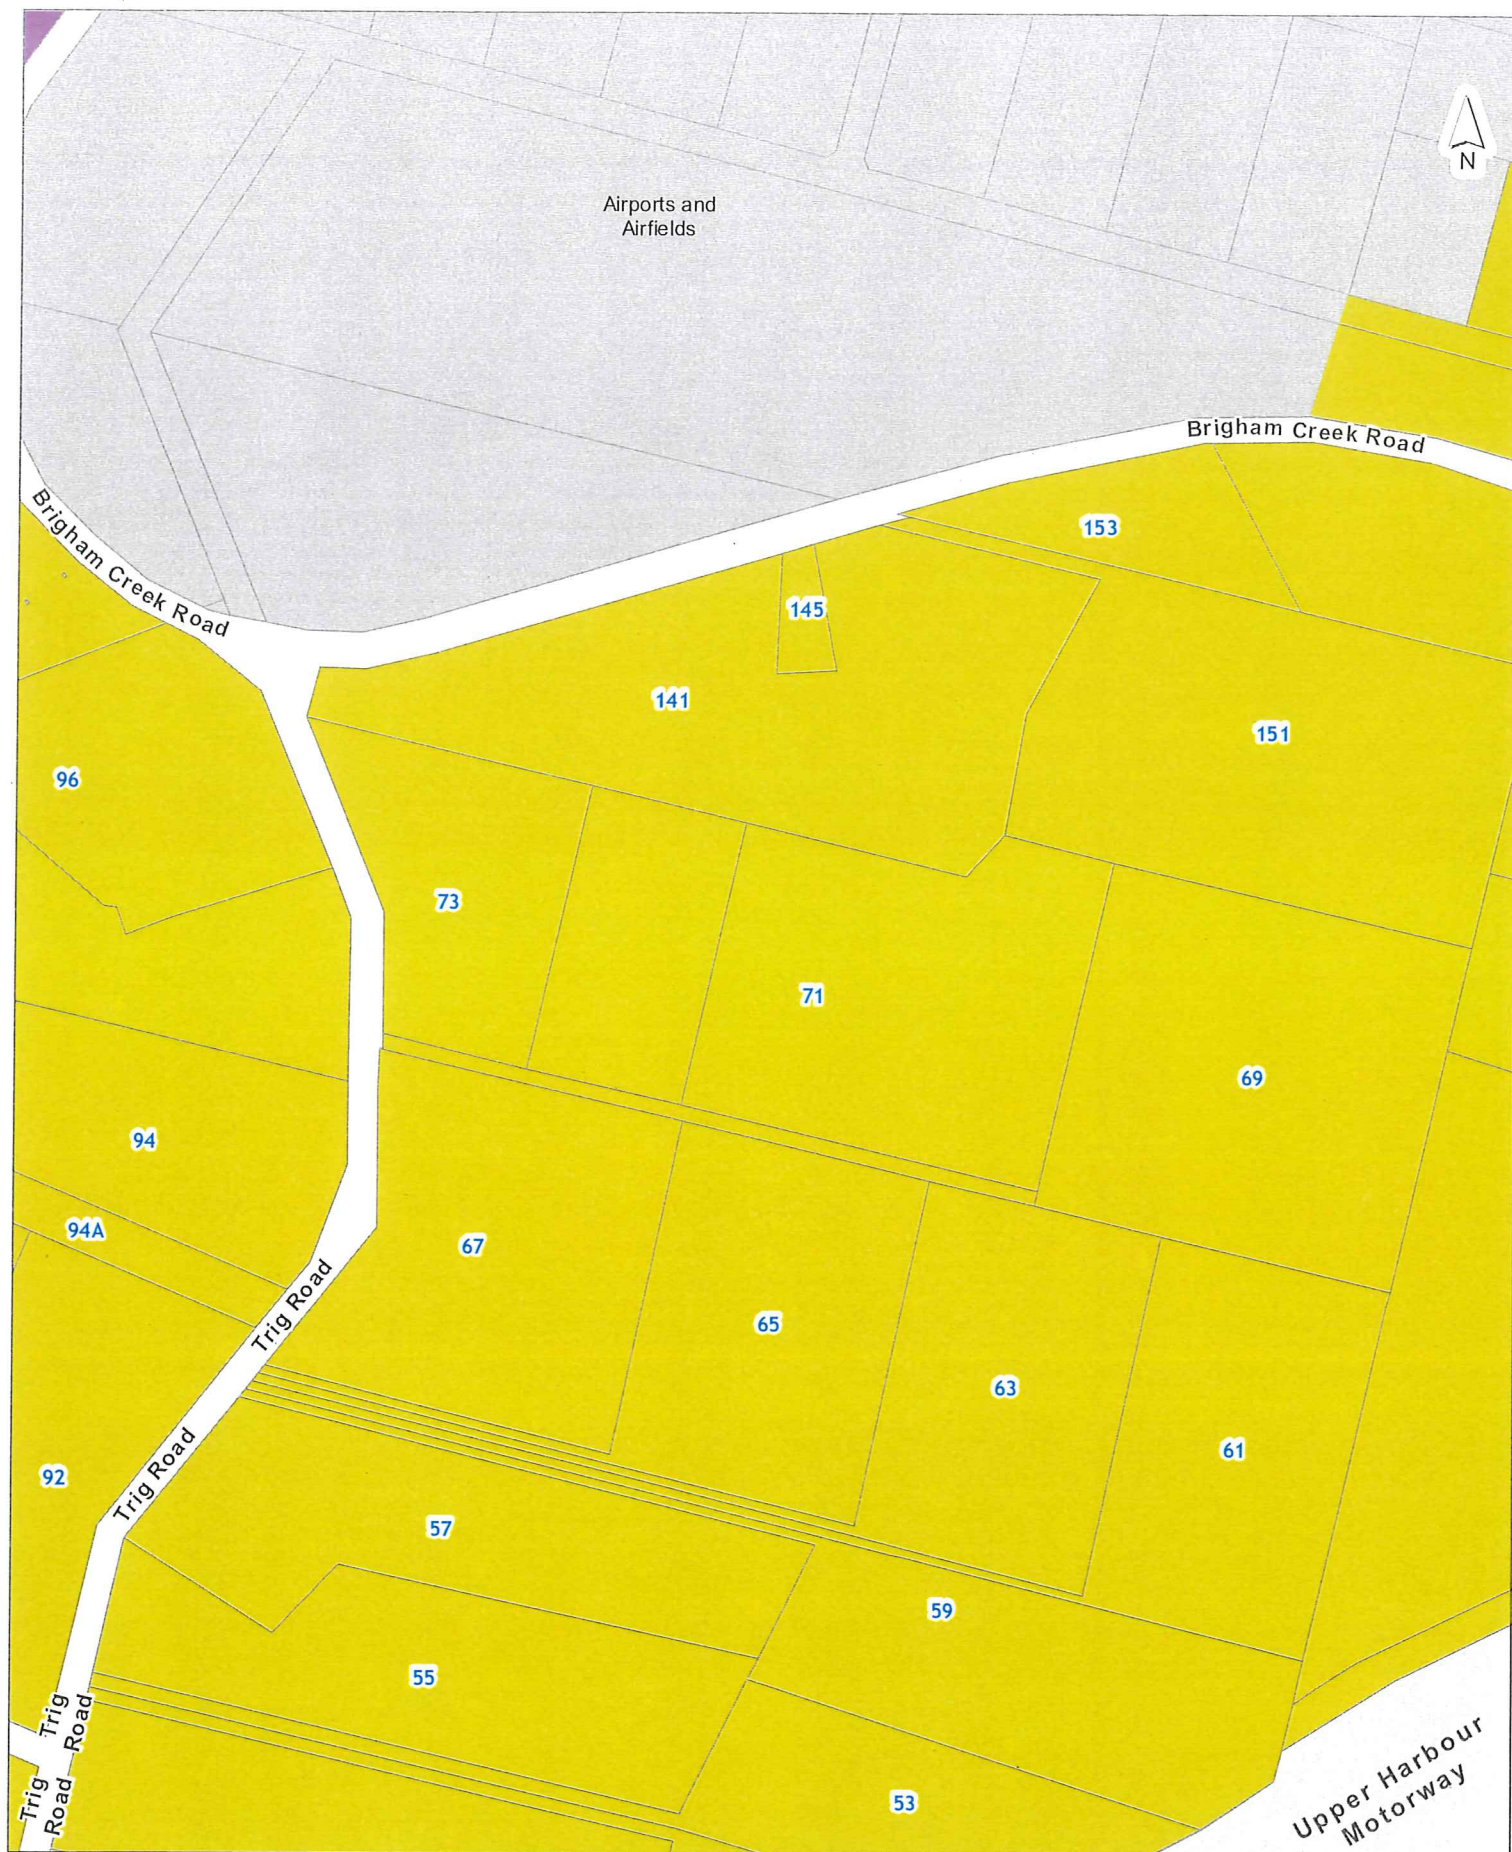 N
Airports and
Airfields
Brigham Creek Road
Brigham Creek Road
153
145
141
151
96
73
71
69
94
94A
67
Trig Road
65
63
61
Trig Road
92
57
59
55
Trig
Road
53
Trig
Road
Upper Harbour
Motorway